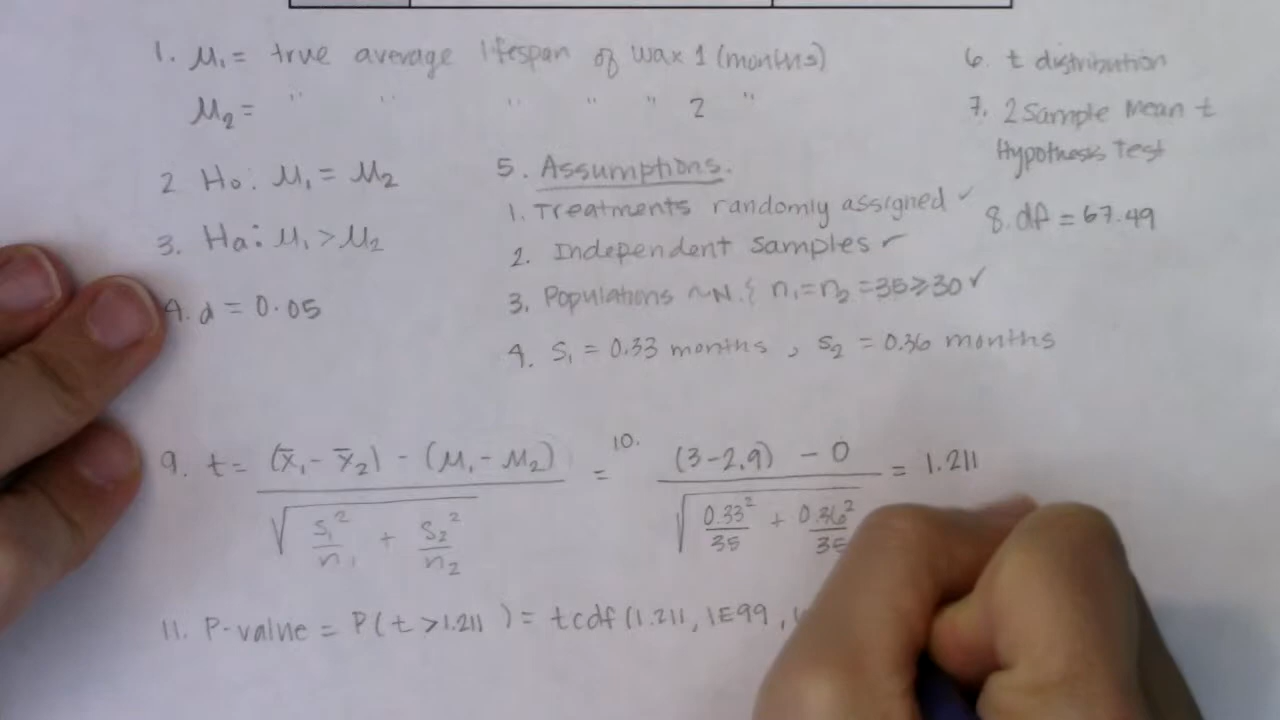 1. μ₁ = true average lifespan of wax 1 (months)
μ₂ = " " " " " 2 "
2 Ho: μ₁ = μ₂
3. Ha: μ₁ > μ₂
4. α = 0.05
5. Assumptions.
1. Treatments randomly assigned ✓
2. Independent samples ✓
3. Populations ~N. & n₁=n₂=35≥30 ✓
4. S₁ = 0.33 months, S₂ = 0.36 months
6. t distribution
7. 2 Sample Mean t
Hypothesis Test
8. df = 67.49
9. t = (x̄₁ - x̄₂) - (μ₁ - μ₂) / √(S₁²/n₁ + S₂²/n₂) = 10. (3-2.9) - 0 / √(0.33²/35 + 0.36²/35) = 1.211
11. P-value = P(t > 1.211) = tcdf(1.211, 1E99,